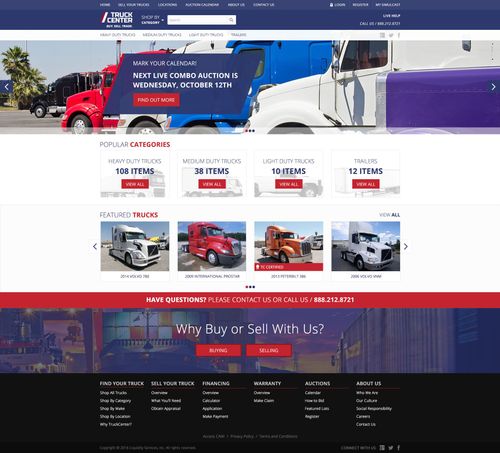 HOME SELL YOUR TRUCKS LOCATIONS AUCTION CALENDAR ABOUT US CONTACT US LOGIN REGISTER MY SIMULCAST
TRUCK CENTER
BUY. SELL. TRADE.
SHOP BY
CATEGORY
Search
LIVE HELP
CALL US / 888.212.8721
HEAVY DUTY TRUCKS MEDIUM DUTY TRUCKS LIGHT DUTY TRUCKS TRAILERS
MARK YOUR CALENDAR!
NEXT LIVE COMBO AUCTION IS
WEDNESDAY, OCTOBER 12TH
FIND OUT MORE
POPULAR CATEGORIES
HEAVY DUTY TRUCKS MEDIUM DUTY TRUCKS LIGHT DUTY TRUCKS TRAILERS
108 ITEMS 38 ITEMS 10 ITEMS 12 ITEMS
VIEW ALL VIEW ALL VIEW ALL VIEW ALL
FEATURED TRUCKS VIEW ALL
TC CERTIFIED
2014 VOLVO 780 2009 INTERNATIONAL PROSTAR 2013 PETERBILT 386 2006 VOLVO VNM
HAVE QUESTIONS? PLEASE CONTACT US OR CALL US / 888.212.8721
Why Buy or Sell With Us?
BUYING SELLING
FIND YOUR TRUCK SELL YOUR TRUCK FINANCING WARRANTY AUCTIONS ABOUT US
Shop All Trucks Overview Overview Overview Calendar Who We Are
Shop By Category What You'll Need Calculator Make Claim How to Bid Our Culture
Shop By Make Obtain Appraisal Application Featured Lots Social Responsibility
Shop By Location Make Payment Register Careers
Why TruckCenter? Contact Us
Access CAW / Privacy Policy / Terms and Conditions
Copyright © 2016 Liquidity Services, Inc. All rights reserved. CONNECT WITH US